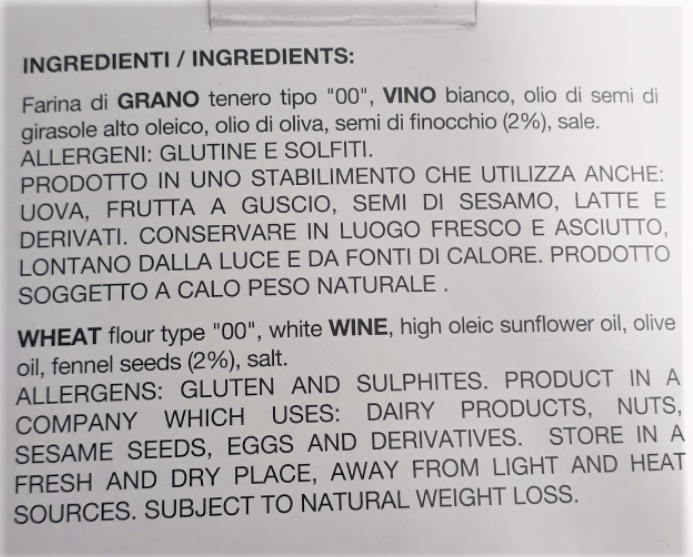 INGREDIENTI / INGREDIENTS:
Farina di GRANO tenero tipo "00", VINO bianco, olio di semi di
girasole alto oleico, olio di oliva, semi di finocchio (2%), sale.
ALLERGENI: GLUTINE E SOLFITI.
PRODOTTO IN UNO STABILIMENTO CHE UTILIZZA ANCHE:
UOVA, FRUTTA A GUSCIO, SEMI DI SESAMO, LATTE E
DERIVATI. CONSERVARE IN LUOGO FRESCO E ASCIUTTO,
LONTANO DALLA LUCE E DA FONTI DI CALORE. PRODOTTO
SOGGETTO A CALO PESO NATURALE .
WHEAT flour type "00", white WINE, high oleic sunflower oil, olive
oil, fennel seeds (2%), salt.
ALLERGENS: GLUTEN AND SULPHITES. PRODUCT IN A
COMPANY WHICH USES: DAIRY PRODUCTS, NUTS,
SESAME SEEDS, EGGS AND DERIVATIVES. STORE IN A
FRESH AND DRY PLACE, AWAY FROM LIGHT AND HEAT
SOURCES. SUBJECT TO NATURAL WEIGHT LOSS.